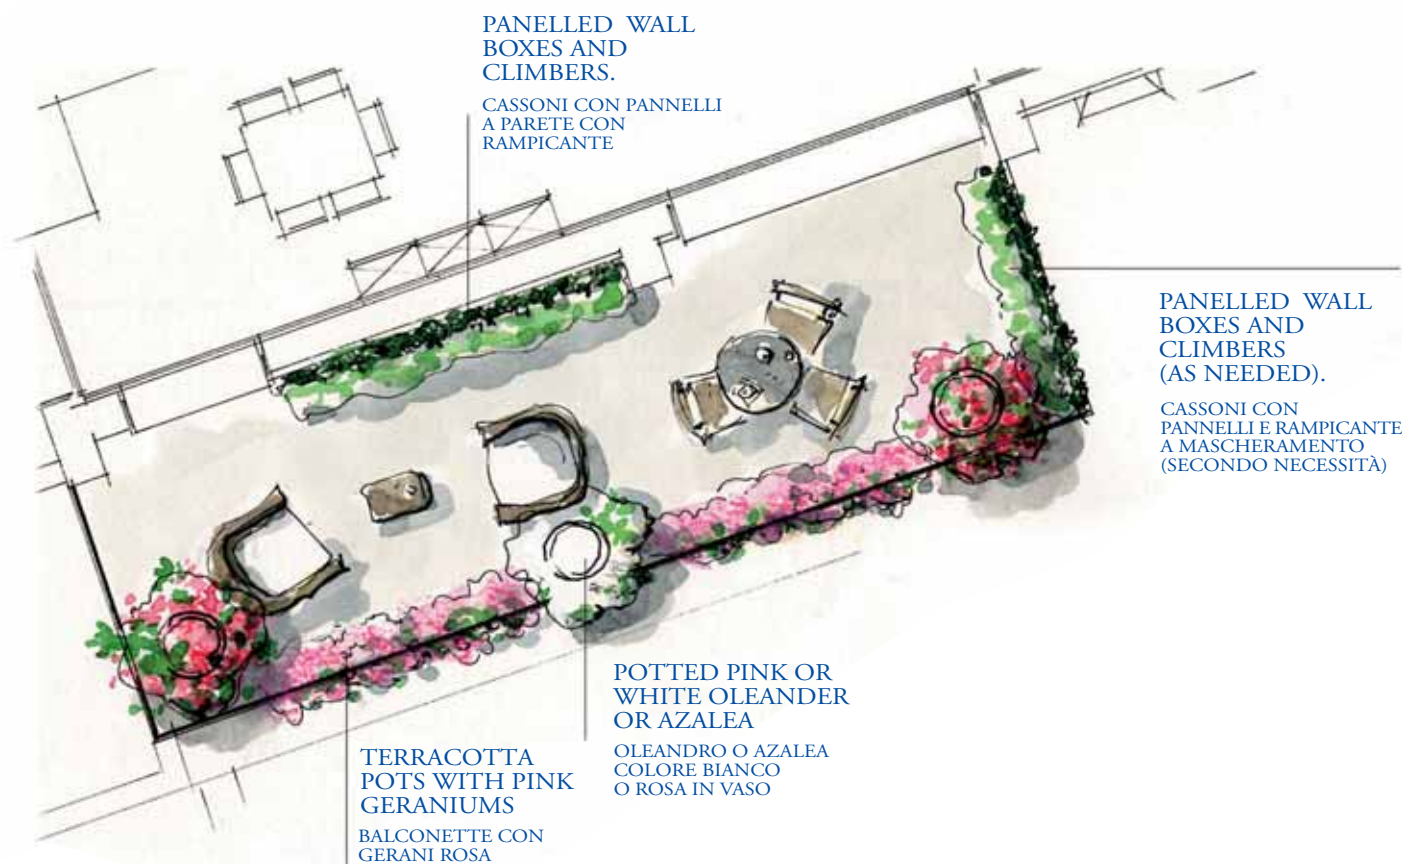 PANELLED WALL
BOXES AND
CLIMBERS.
CASSONI CON PANNELLI
A PARETE CON
RAMPICANTE
PANELLED WALL
BOXES AND
CLIMBERS
(AS NEEDED).
CASSONI CON
PANNELLI E RAMPICANTE
A MASCHERAMENTO
(SECONDO NECESSITÀ)
POTTED PINK OR
WHITE OLEANDER
OR AZALEA
OLEANDRO O AZALEA
COLORE BIANCO
O ROSA IN VASO
TERRACOTTA
POTS WITH PINK
GERANIUMS
BALCONETTE CON
GERANI ROSA